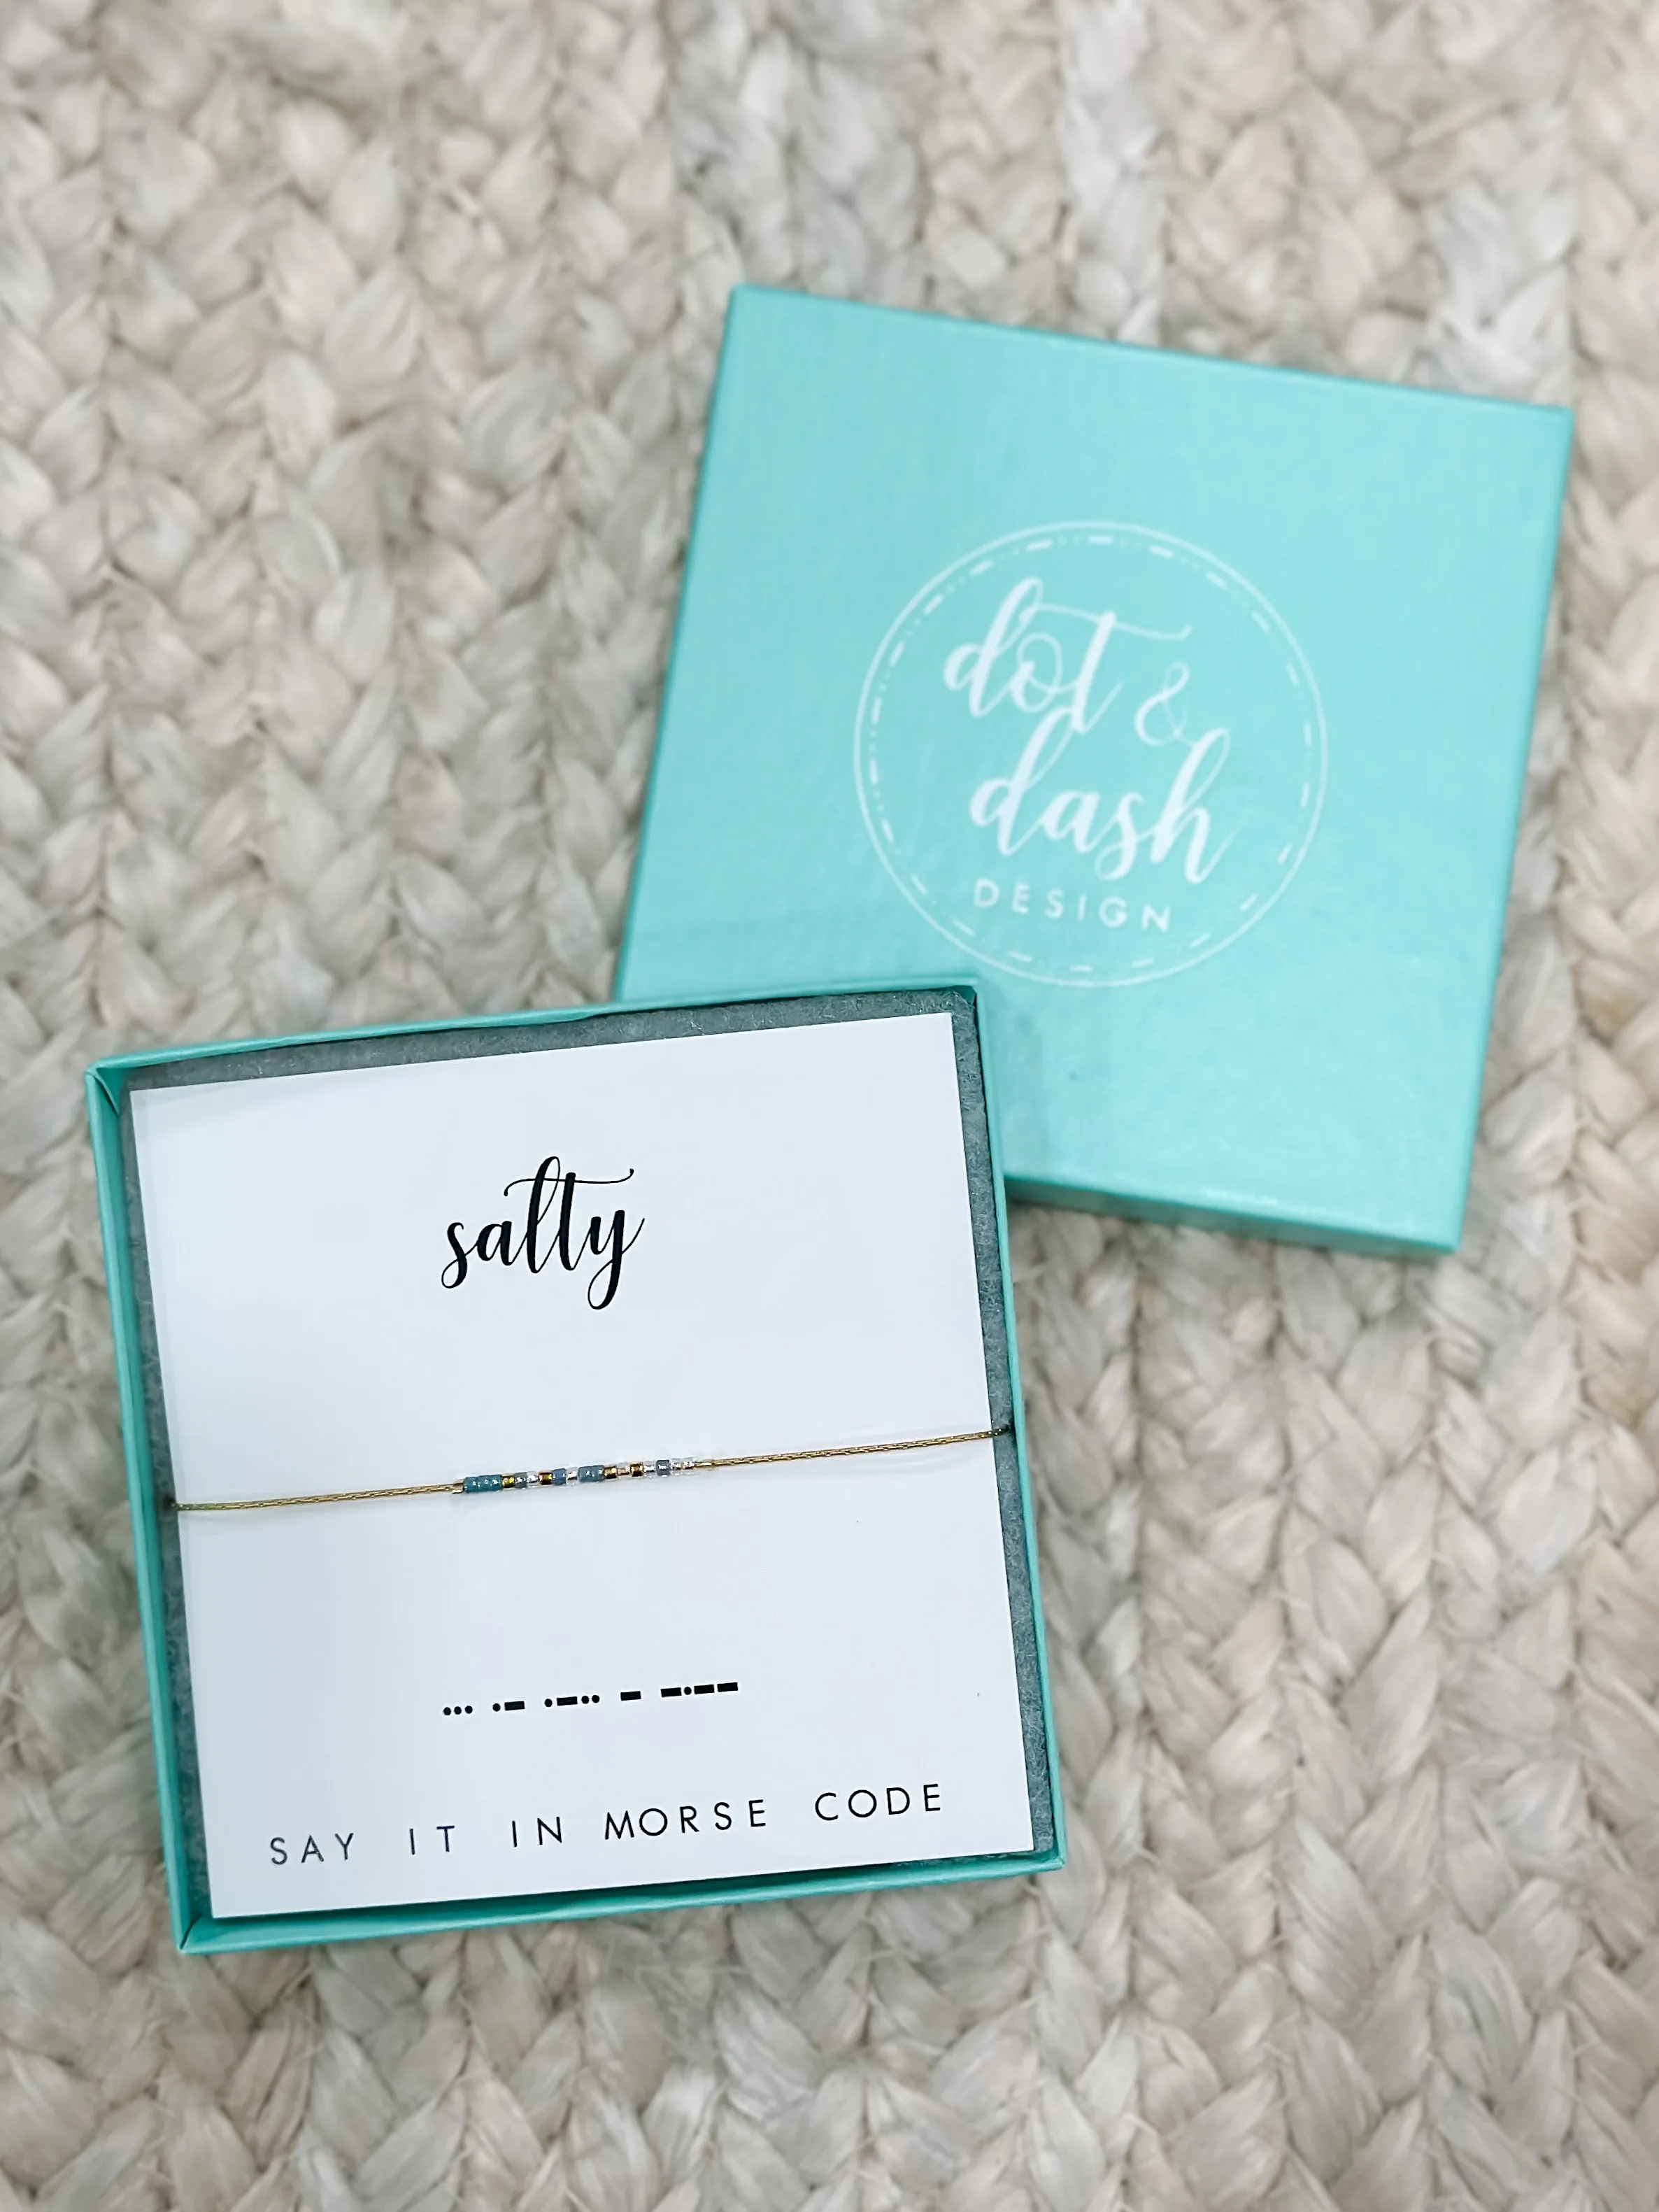 dot &
dash
DESIGN
salty
••• •– •–•• – –•––
SAY IT IN MORSE CODE